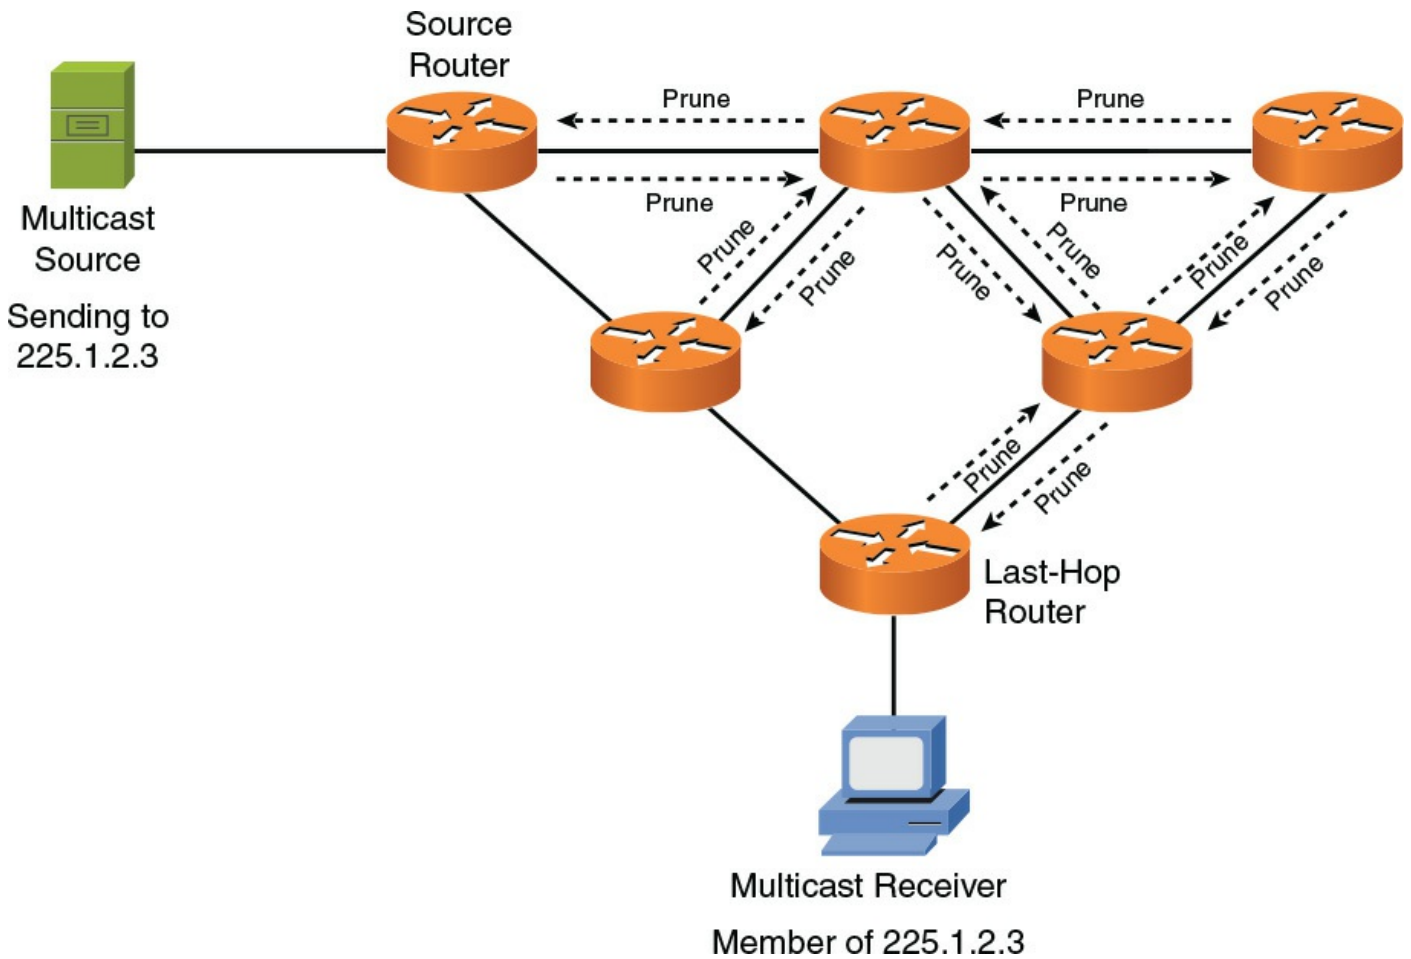 Source
Router
Prune
Prune
Prune
Prune
Multicast
Source
Sending to
225.1.2.3
Prune
Prune
Prune
Prune
Prune
Prune
Prune
Prune
Last-Hop
Router
Multicast Receiver
Member of 225.1.2.3